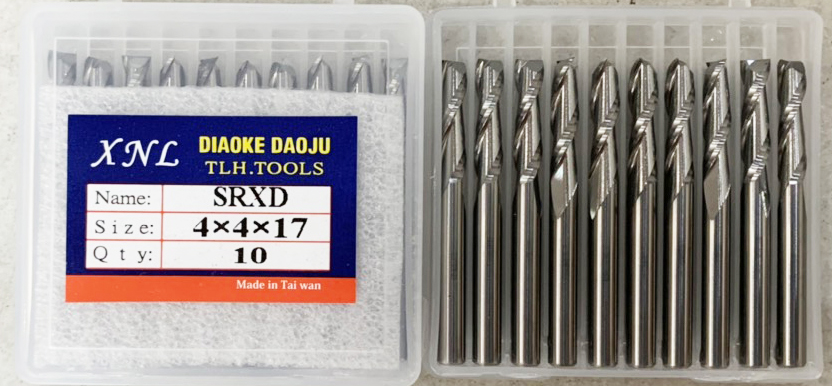 XNL
DIAOKE DAOJU
TLH.TOOLS
Name: SRXD
Size: 4×4×17
Qty: 10
Made in Tai wan